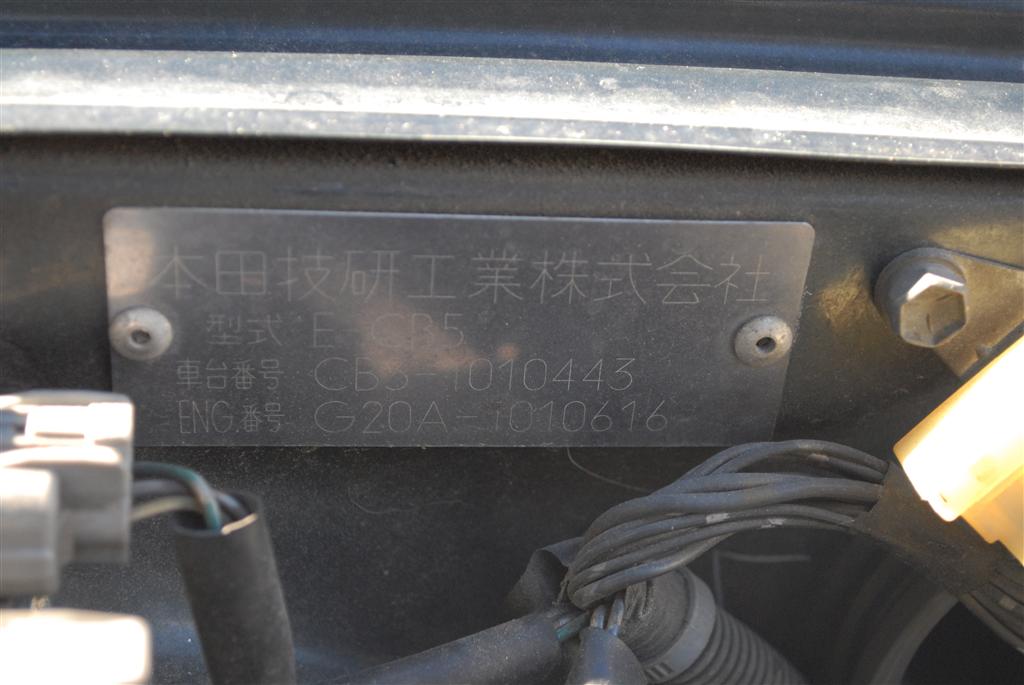 本田技研工業株式会社
型式 E-CB5
車台番号 CB5-1010443
ENG.番号 G20A-1010616